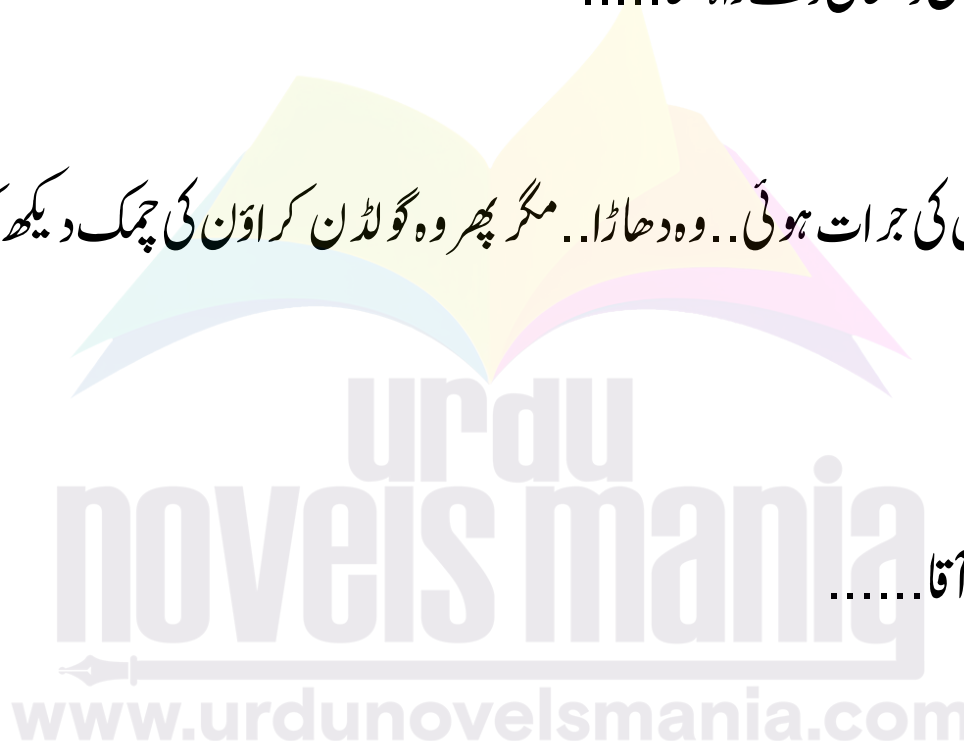 کی جرات ہوئی..وہ دھاڑا..مگر پھر وہ گولڈن کراؤن کی چمک دیکھ
urdu
novels mania
آقا......
www.urdunovelsmania.com